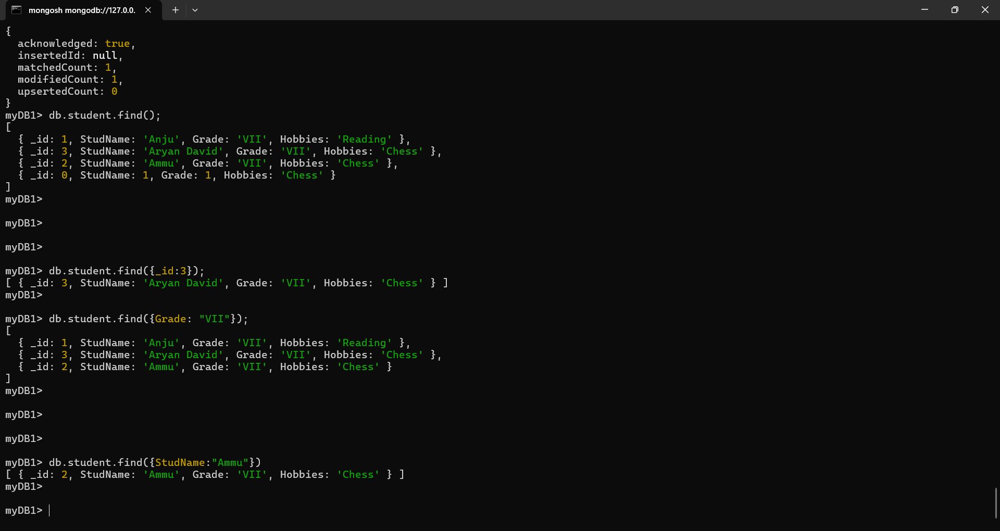 mongosh mongodb://127.0.0.
{
  acknowledged: true,
  insertedId: null,
  matchedCount: 1,
  modifiedCount: 1,
  upsertedCount: 0
}
myDB1> db.student.find();
[
  { _id: 1, StudName: 'Anju', Grade: 'VII', Hobbies: 'Reading' },
  { _id: 3, StudName: 'Aryan David', Grade: 'VII', Hobbies: 'Chess' },
  { _id: 2, StudName: 'Ammu', Grade: 'VII', Hobbies: 'Chess' },
  { _id: 0, StudName: 1, Grade: 1, Hobbies: 'Chess' }
]
myDB1>
myDB1>
myDB1>
myDB1> db.student.find({_id:3});
[ { _id: 3, StudName: 'Aryan David', Grade: 'VII', Hobbies: 'Chess' } ]
myDB1>
myDB1> db.student.find({Grade: "VII"});
[
  { _id: 1, StudName: 'Anju', Grade: 'VII', Hobbies: 'Reading' },
  { _id: 3, StudName: 'Aryan David', Grade: 'VII', Hobbies: 'Chess' },
  { _id: 2, StudName: 'Ammu', Grade: 'VII', Hobbies: 'Chess' }
]
myDB1>
myDB1>
myDB1>
myDB1> db.student.find({StudName:"Ammu"})
[ { _id: 2, StudName: 'Ammu', Grade: 'VII', Hobbies: 'Chess' } ]
myDB1>
myDB1>